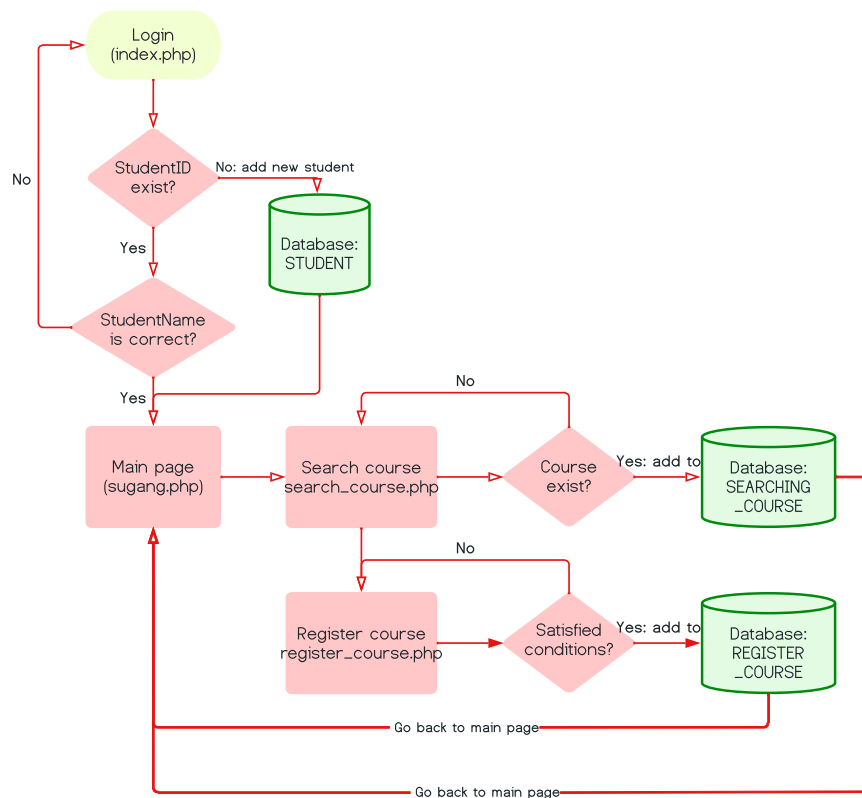 Login
(index.php)
No
StudentID
exist?
No: add new student
Yes
Database:
STUDENT
StudentName
is correct?
Yes
No
Main page
(sugang.php)
Search course
search_course.php
Course
exist?
Yes: add to
Database:
SEARCHING
_COURSE
No
Register course
register_course.php
Satisfied
conditions?
Yes: add to
Database:
REGISTER
_COURSE
Go back to main page
Go back to main page